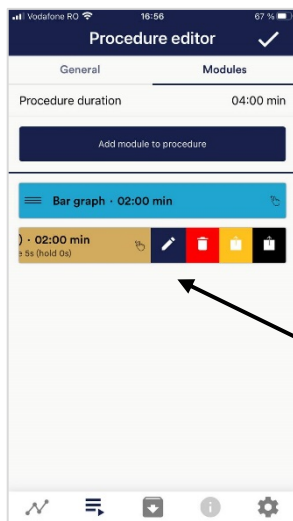 Vodafone RO 16:56 67 %
Procedure editor
General Modules
Procedure duration 04:00 min
Add module to procedure
Bar graph · 02:00 min
) · 02:00 min
5s (hold 0s)